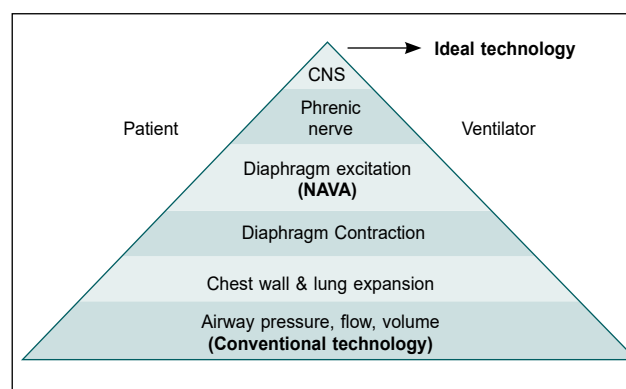 Ideal technology
CNS
Phrenic
nerve
Patient
Ventilator
Diaphragm excitation
(NAVA)
Diaphragm Contraction
Chest wall & lung expansion
Airway pressure, flow, volume
(Conventional technology)